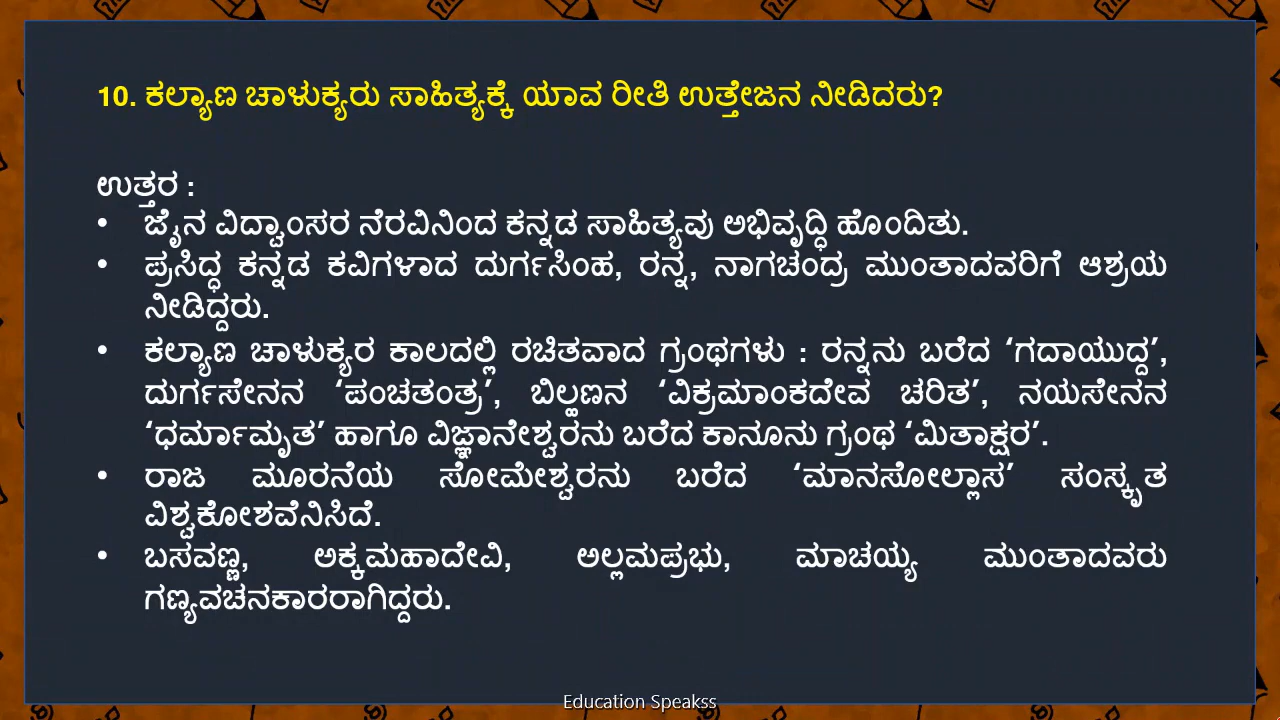 10. ಕಲ್ಯಾಣ ಚಾಳುಕ್ಯರು ಸಾಹಿತ್ಯಕ್ಕೆ ಯಾವ ರೀತಿ ಉತ್ತೇಜನ ನೀಡಿದರು?
ಉತ್ತರ :
• ಜೈನ ವಿದ್ವಾಂಸರ ನೆರವಿನಿಂದ ಕನ್ನಡ ಸಾಹಿತ್ಯವು ಅಭಿವೃದ್ಧಿ ಹೊಂದಿತು.
• ಪ್ರಸಿದ್ಧ ಕನ್ನಡ ಕವಿಗಳಾದ ದುರ್ಗಸಿಂಹ, ರನ್ನ, ನಾಗಚಂದ್ರ ಮುಂತಾದವರಿಗೆ ಆಶ್ರಯ
ನೀಡಿದ್ದರು.
• ಕಲ್ಯಾಣ ಚಾಳುಕ್ಯರ ಕಾಲದಲ್ಲಿ ರಚಿತವಾದ ಗ್ರಂಥಗಳು : ರನ್ನನು ಬರೆದ ‘ಗದಾಯುದ್ದ’,
ದುರ್ಗಸೇನನ ‘ಪಂಚತಂತ್ರ’, ಬಿಲ್ಹಣನ ‘ವಿಕ್ರಮಾಂಕದೇವ ಚರಿತ’, ನಯಸೇನನ
‘ಧರ್ಮಾಮೃತ’ ಹಾಗೂ ವಿಜ್ಞಾನೇಶ್ವರನು ಬರೆದ ಕಾನೂನು ಗ್ರಂಥ ‘ಮಿತಾಕ್ಷರ’.
• ರಾಜ ಮೂರನೆಯ ಸೋಮೇಶ್ವರನು ಬರೆದ ‘ಮಾನಸೋಲ್ಲಾಸ’ ಸಂಸ್ಕೃತ
ವಿಶ್ವಕೋಶವೆನಿಸಿದೆ.
• ಬಸವಣ್ಣ, ಅಕ್ಕಮಹಾದೇವಿ, ಅಲ್ಲಮಪ್ರಭು, ಮಾಚಯ್ಯ ಮುಂತಾದವರು
ಗಣ್ಯವಚನಕಾರರಾಗಿದ್ದರು.
Education Speakss